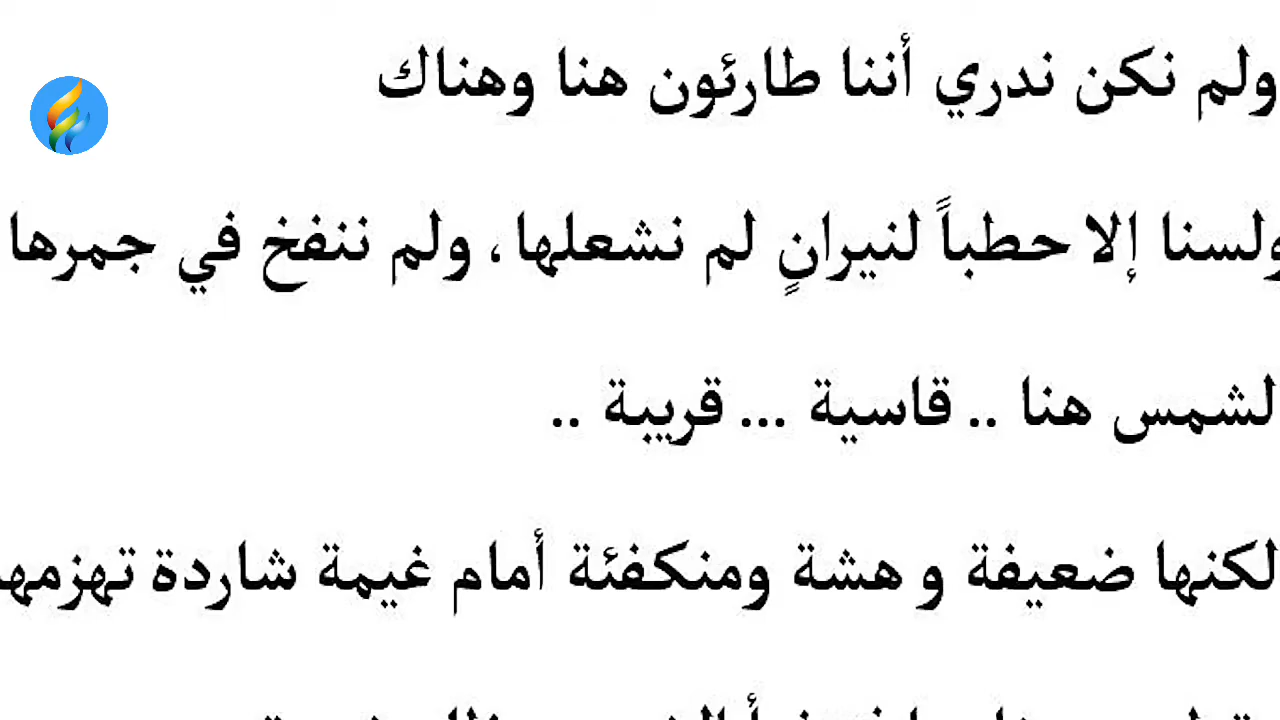 ولم نكن ندري أننا طارئون هنا وهناك
ولسنا إلا حطباً لنيرانٍ لم نشعلها، ولم ننفخ في جمرها
لشمس هنا .. قاسية ... قريبة ..
لكنها ضعيفة و هشة ومنكفئة أمام غيمة شاردة تهزمه